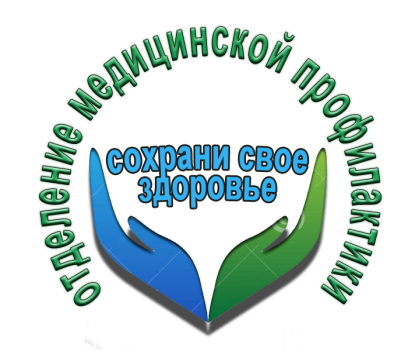 отделение медицинской профилактики
сохрани свое
здоровье